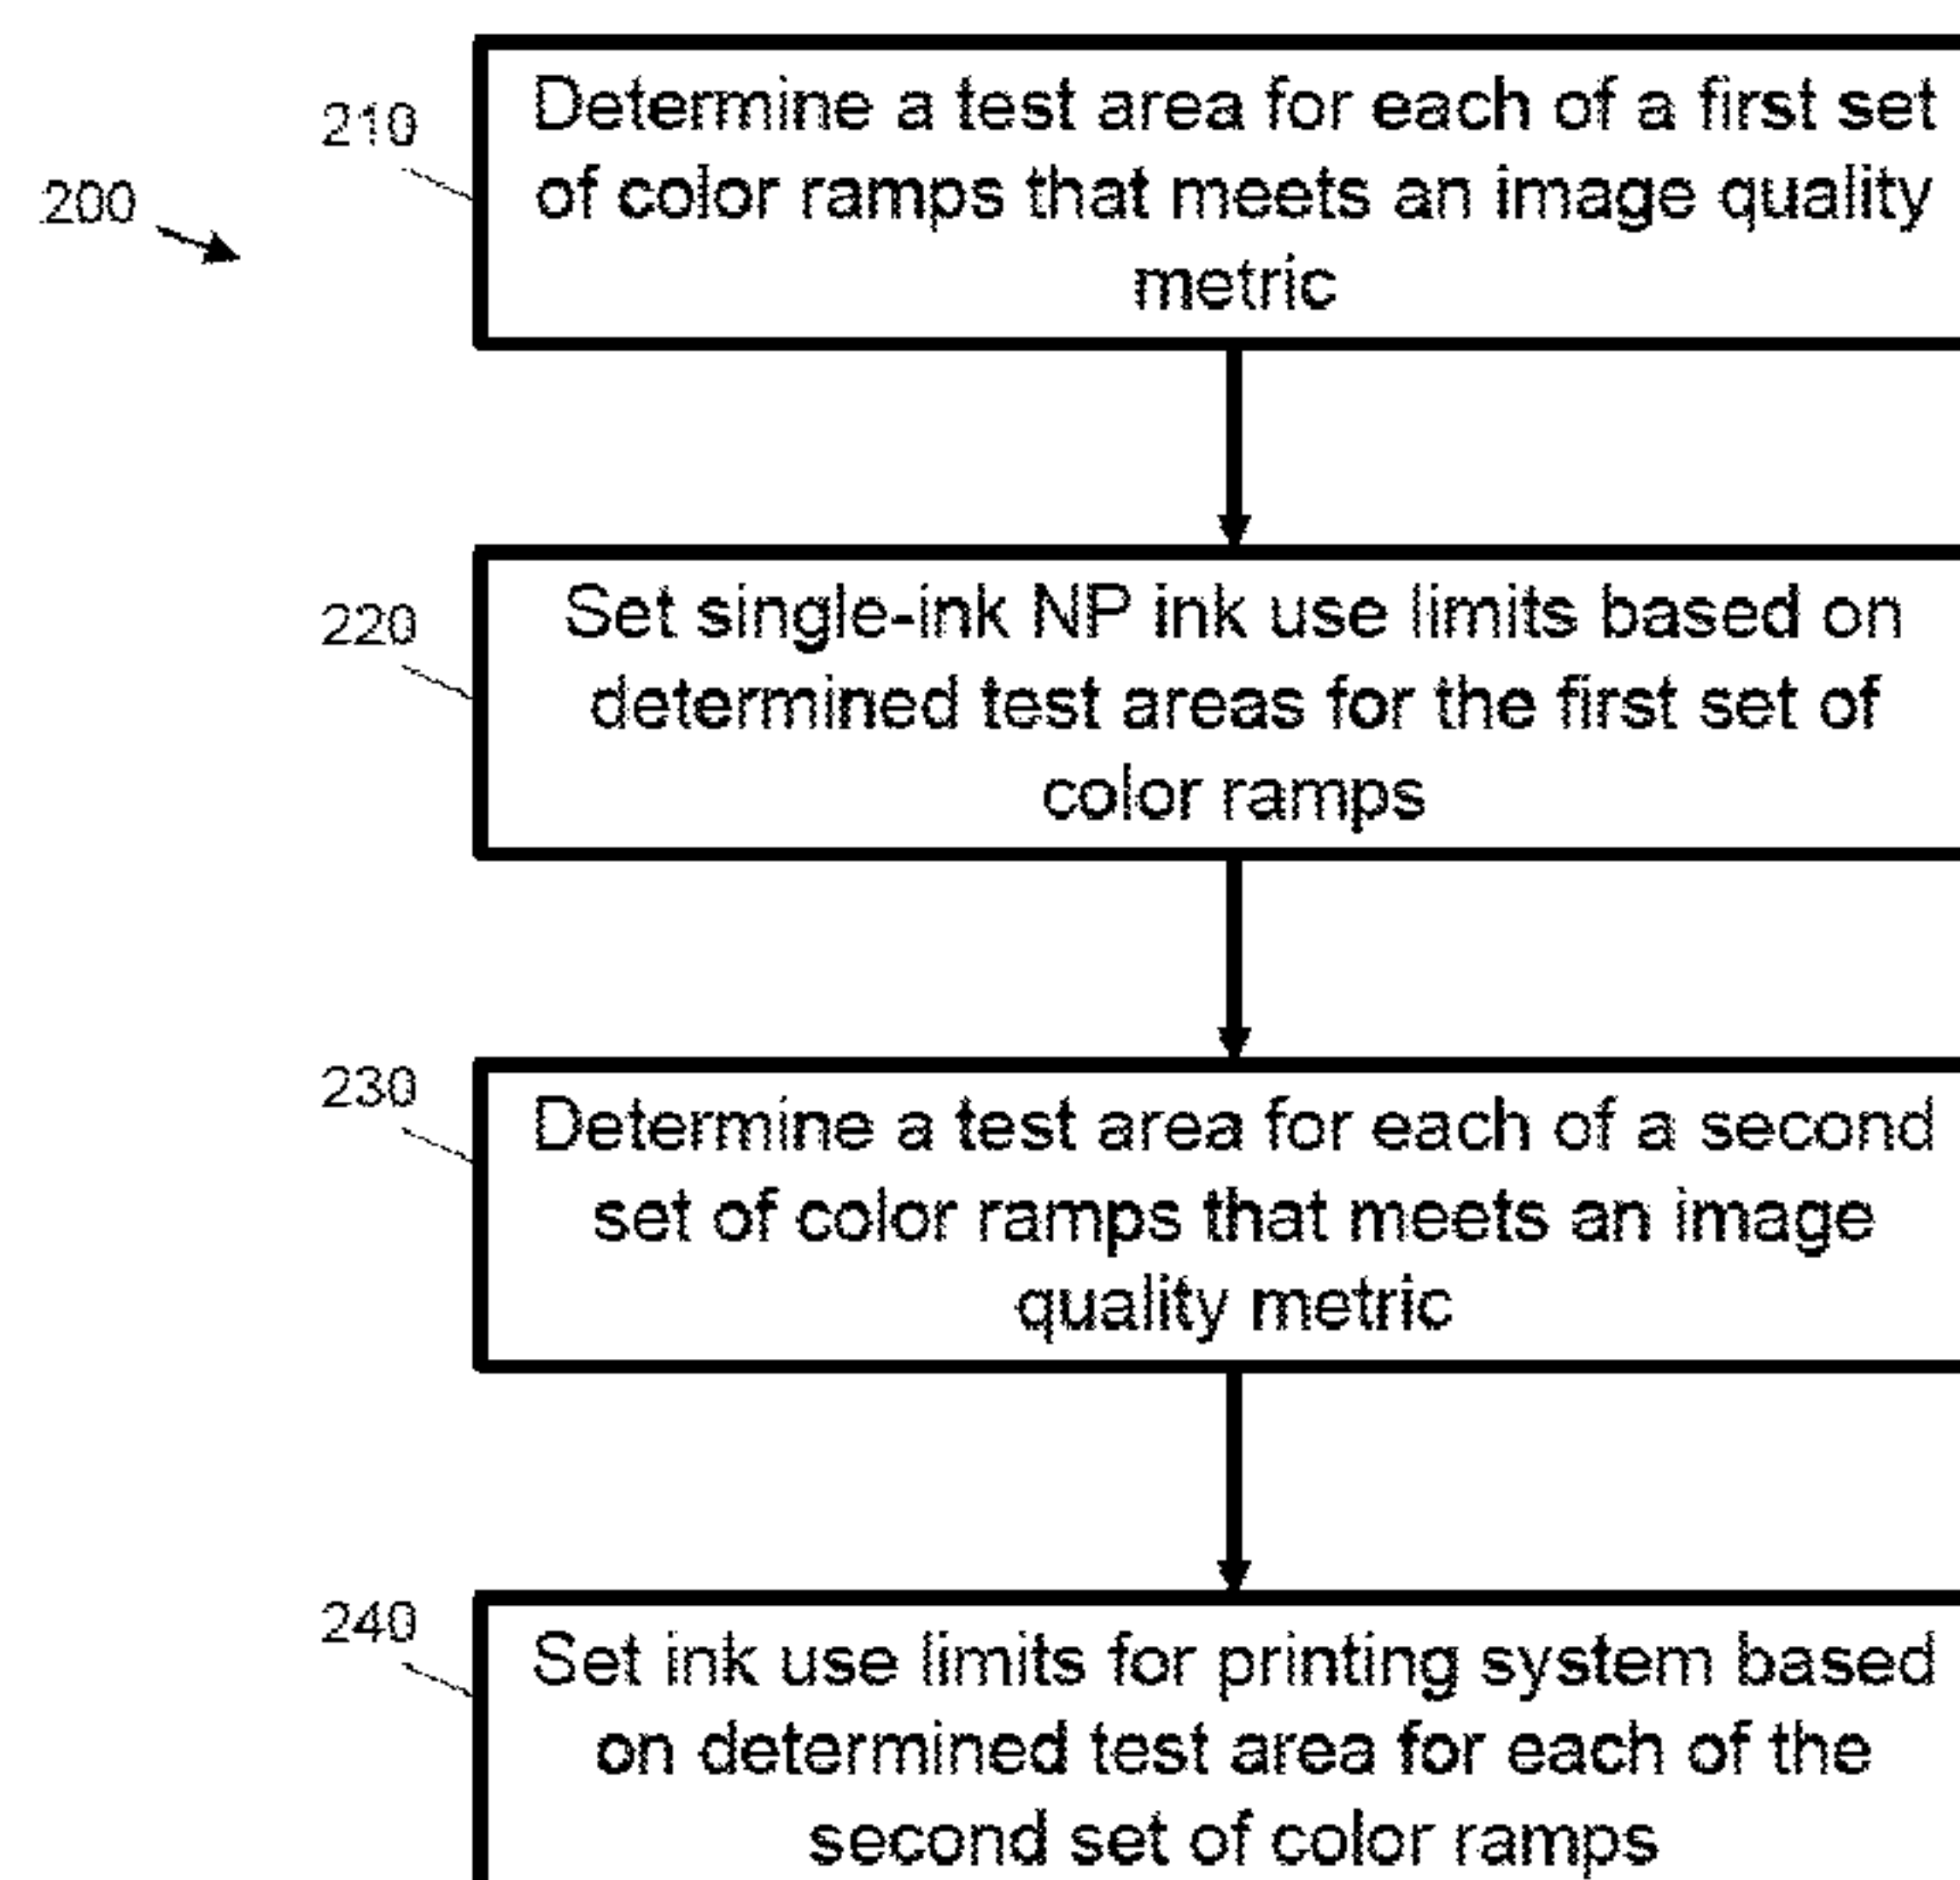 210
Determine a test area for each of a first set
of color ramps that meets an image quality
metric
200
220
Set single-ink NP ink use limits based on
determined test areas for the first set of
color ramps
230
Determine a test area for each of a second
set of color ramps that meets an image
quality metric
240
Set ink use limits for printing system based
on determined test area for each of the
second set of color ramps